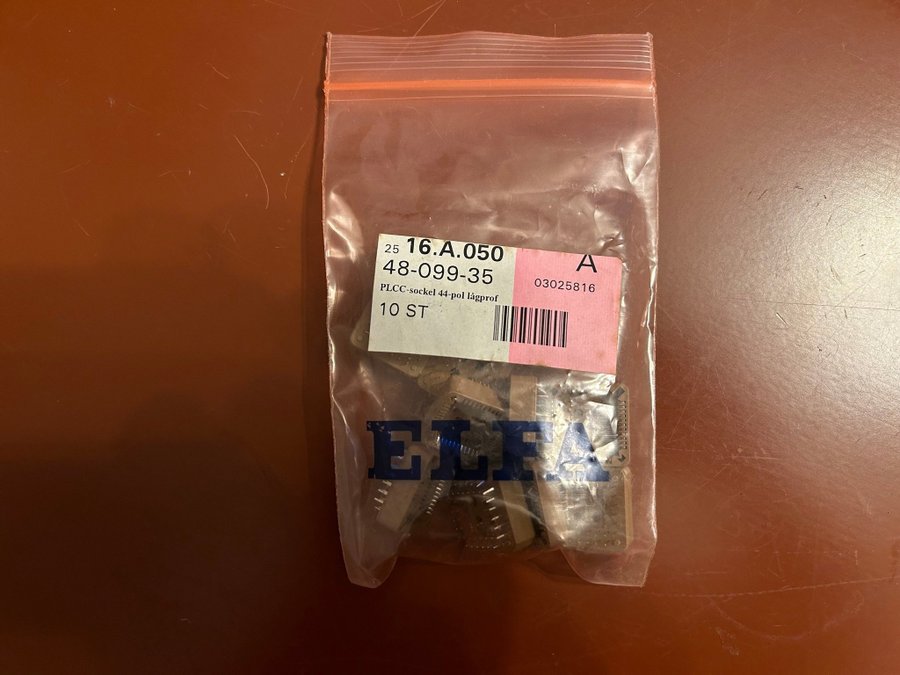 25 16.A.050
48-099-35
PLCC-sockel 44-pol lågprof
10 ST
A
03025816
ELFA